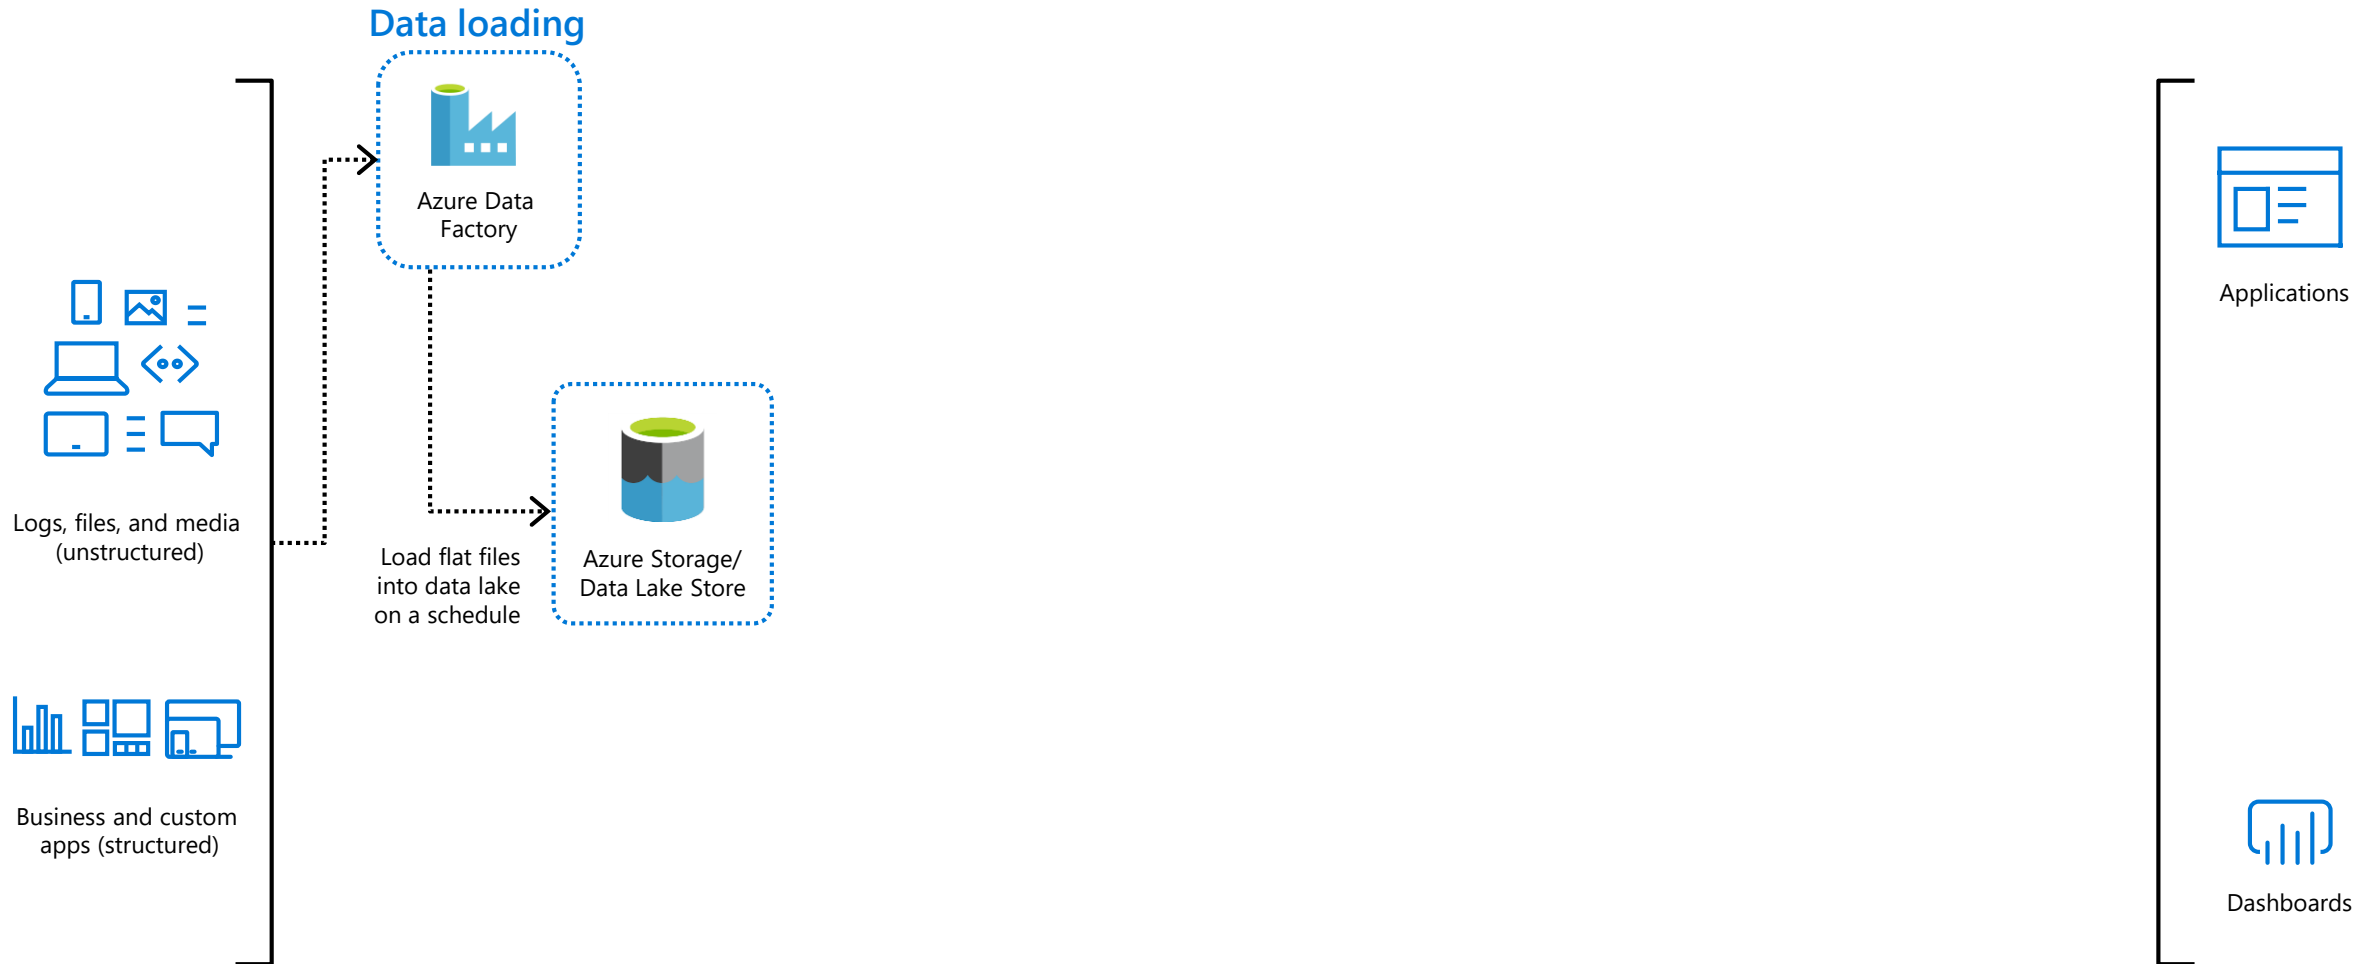 Data loading
Azure Data
Factory
Applications
Logs, files, and media
(unstructured)
Load flat files
into data lake
on a schedule
Azure Storage/
Data Lake Store
Business and custom
apps (structured)
Dashboards